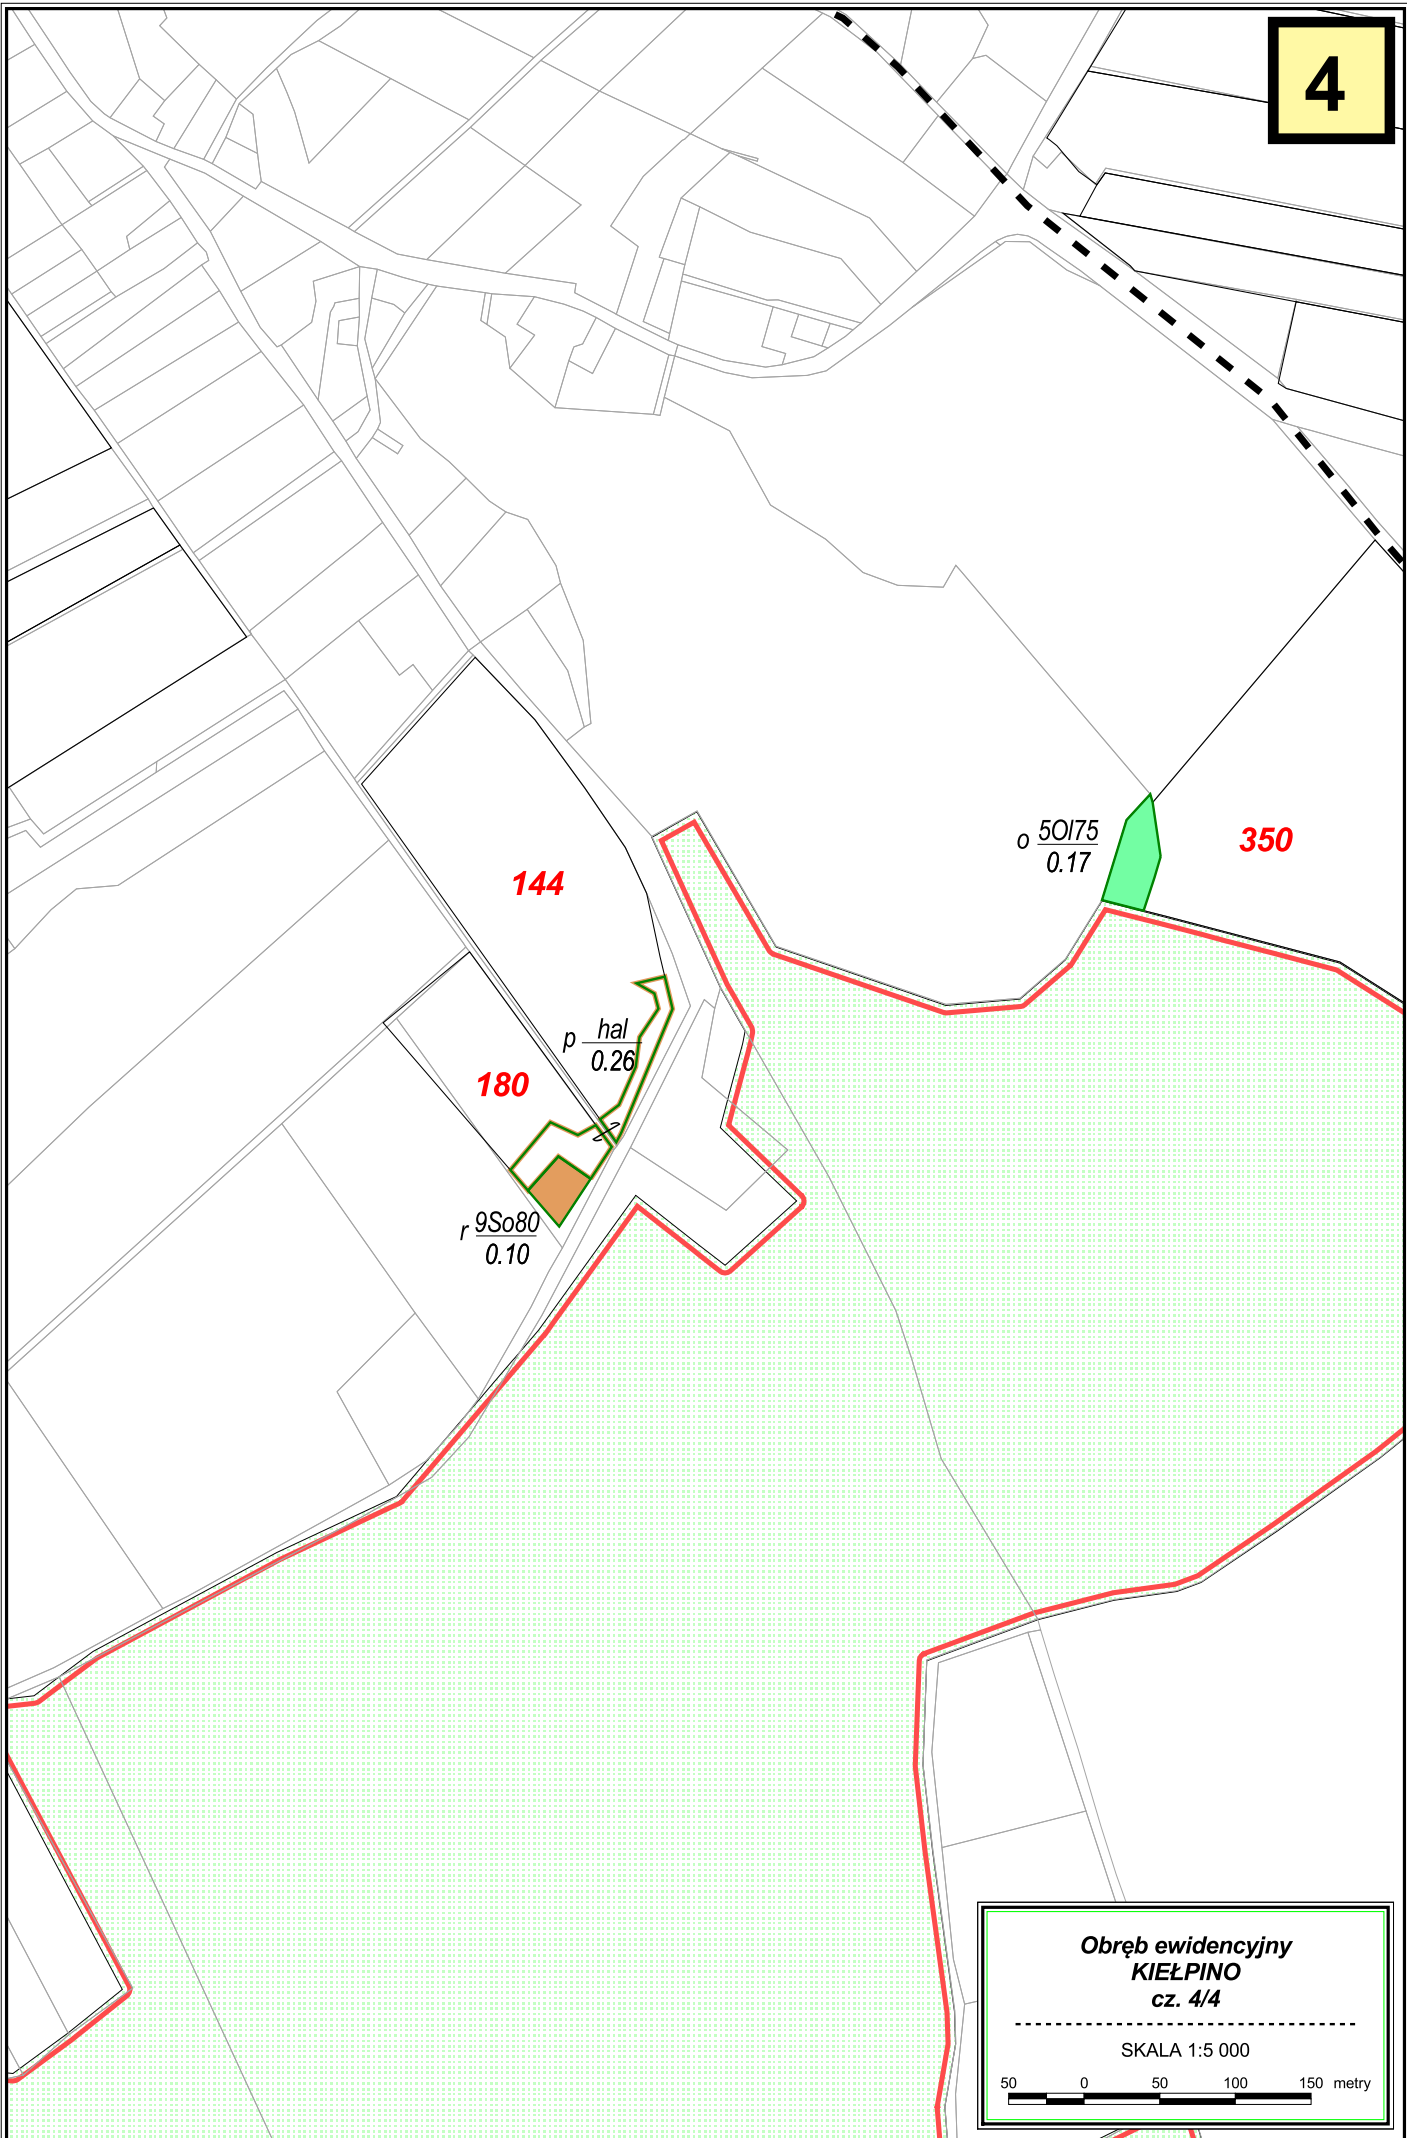 4
o 5Ol75
0.17
350
144
p hal
0.26
180
r 9So80
0.10
Obręb ewidencyjny
KIEŁPINO
cz. 4/4
SKALA 1:5 000
50 0 50 100 150 metry